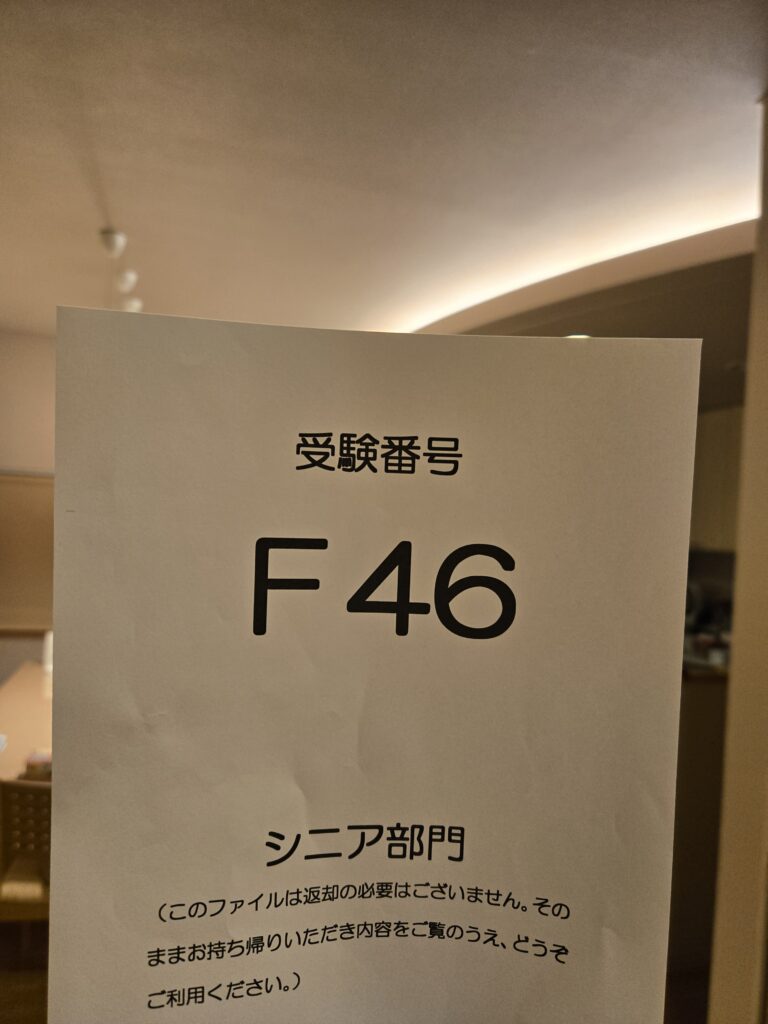 受験番号
F 46
シニア部門
（このファイルは返却の必要はございません。その
ままお持ち帰りいただき内容をご覧のうえ、どうぞ
ご利用ください。）